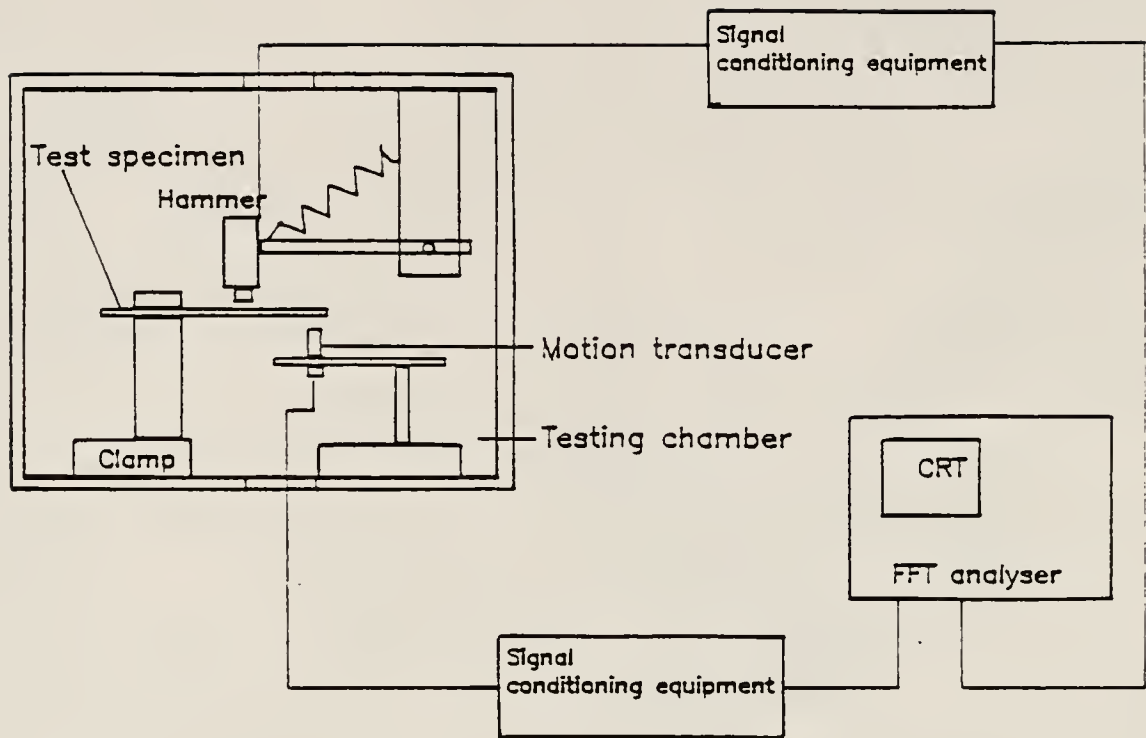 Signal
conditioning equipment
Test specimen
Hammer
Motion transducer
Testing chamber
Clamp
CRT
FFT analyser
Signal
conditioning equipment